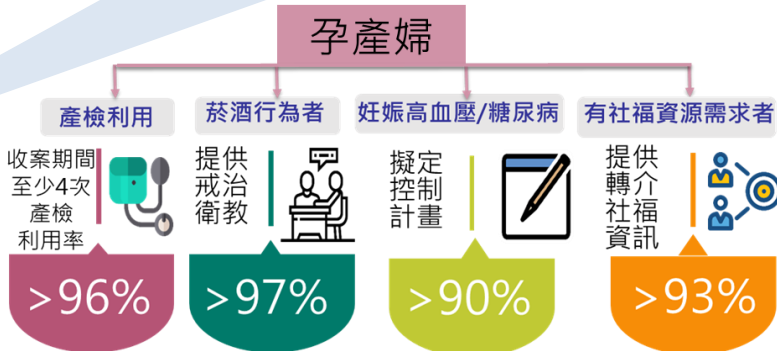 孕產婦
產檢利用
收案期間
至少4次
產檢
利用率
>96%
菸酒行為者
提供
戒治
衛教
>97%
妊娠高血壓/糖尿病
擬定
控制
計畫
>90%
有社福資源需求者
提供
轉介
社福
資訊
>93%